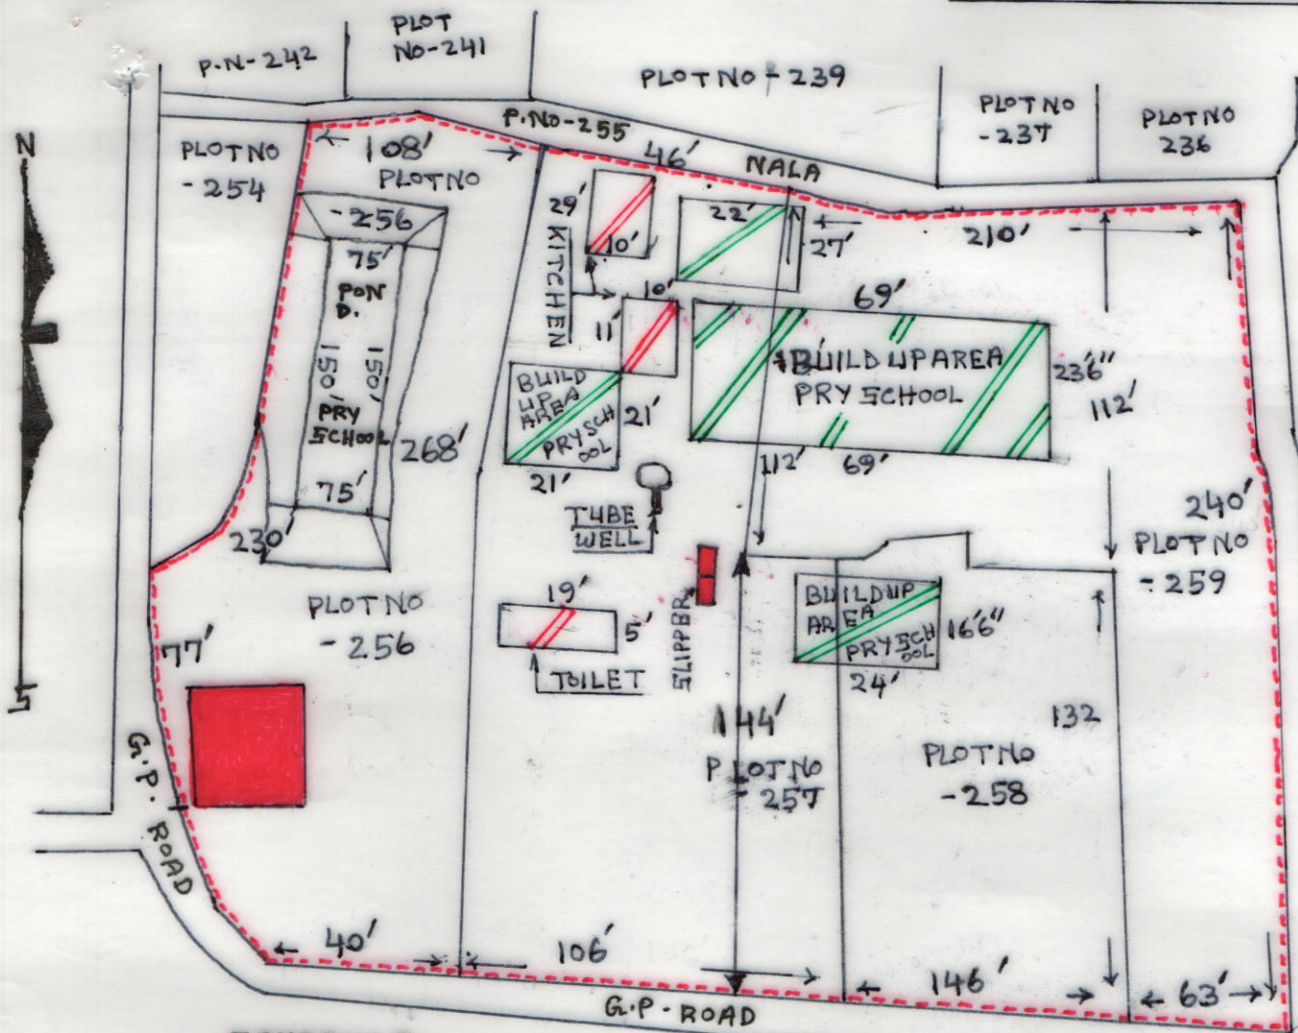 PLOT
NO-241
P.N-242
PLOT NO-239
PLOT NO
-237
PLOT NO
236
N
P.NO-255
NALA
46'
PLOT NO
-254
108'
PLOT NO
-256
75'
PON
D.
150'
150'
PRY
SCHOOL
75'
268'
230'
29'
10'
KITCHEN
10'
11'
22'
27'
210'
69'
BUILD UP AREA
PRY SCHOOL
236"
112'
69'
112'
BUILD
UP
AREA
PRY SCH
OOL
21'
21'
TUBE
WELL
240'
PLOT NO
-259
PLOT NO
-256
77'
19'
5'
TOILET
SLIPPER
BUILD UP
AREA
PRY SCH
OOL
16'6"
24'
144'
PLOT NO
-257
132
PLOT NO
-258
G.P. ROAD
40'
106'
146'
63'
G.P-ROAD